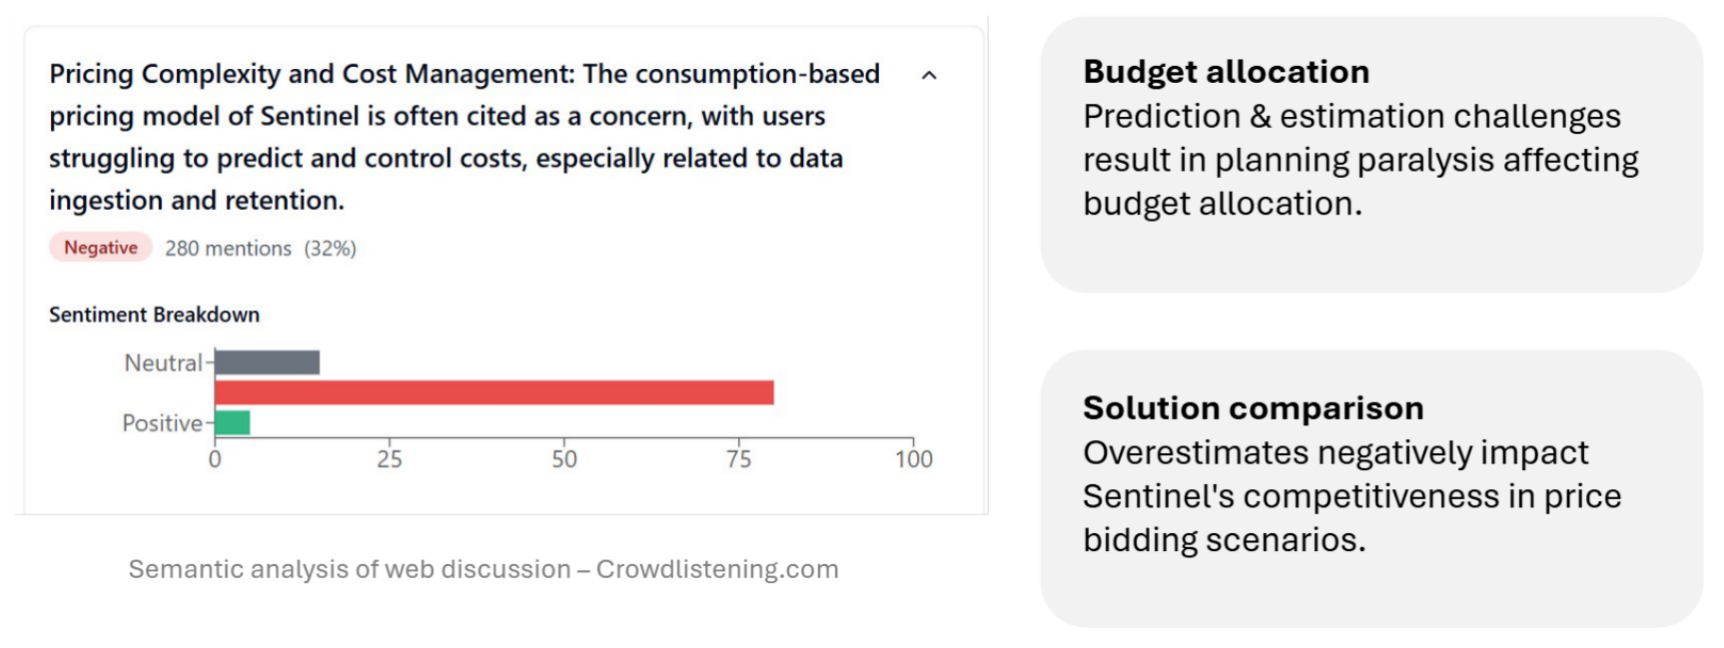 Pricing Complexity and Cost Management: The consumption-based
pricing model of Sentinel is often cited as a concern, with users
struggling to predict and control costs, especially related to data
ingestion and retention.
Negative 280 mentions (32%)
Sentiment Breakdown
Neutral
Positive
0 25 50 75 100
Semantic analysis of web discussion – Crowdlistening.com
Budget allocation
Prediction & estimation challenges
result in planning paralysis affecting
budget allocation.
Solution comparison
Overestimates negatively impact
Sentinel's competitiveness in price
bidding scenarios.